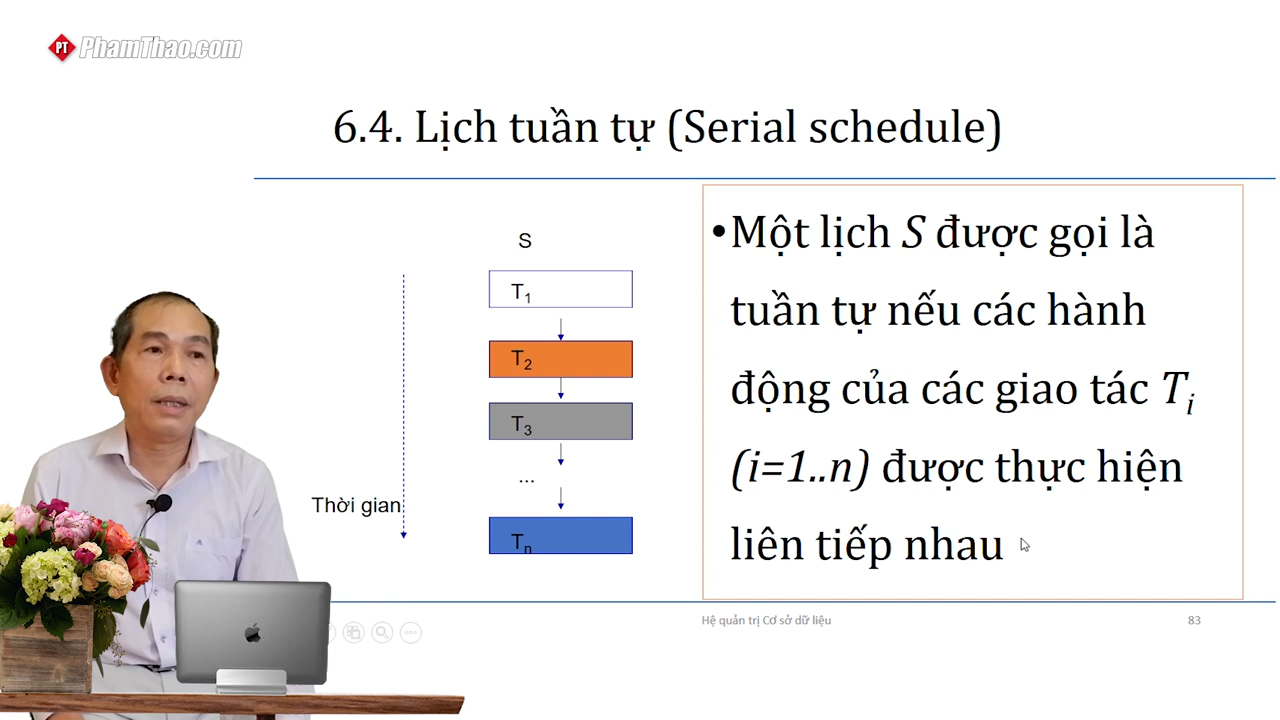 PT PhamThao.com
6.4. Lịch tuần tự (Serial schedule)
S
T1
T2
T3
...
Tn
Thời gian
•Một lịch S được gọi là
tuần tự nếu các hành
động của các giao tác Ti
(i=1..n) được thực hiện
liên tiếp nhau
Hệ quản trị Cơ sở dữ liệu
83